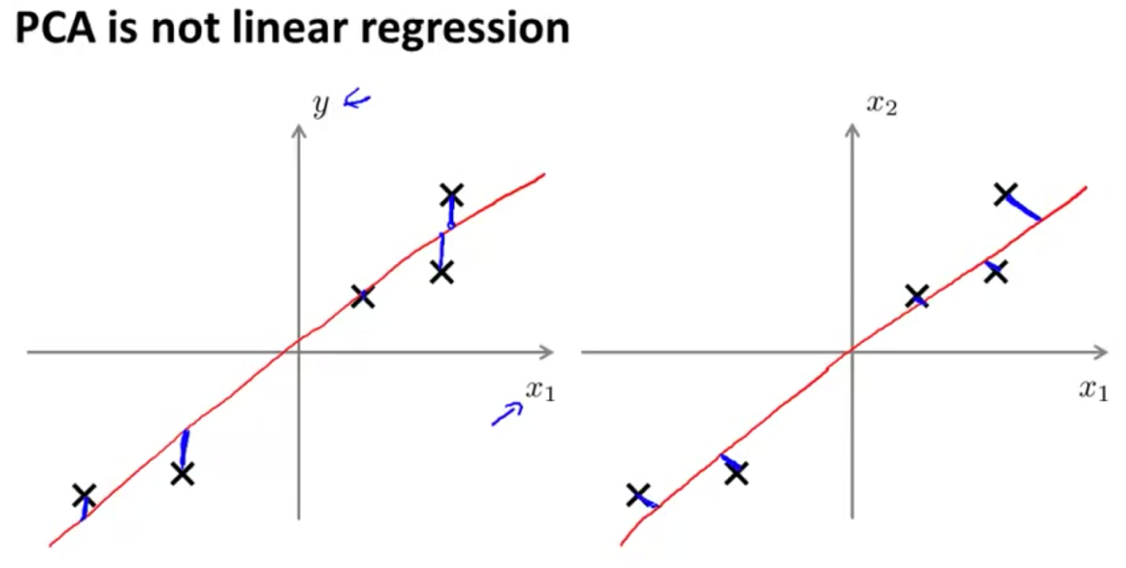 PCA is not linear regression
y
x₂
x₁
x₁